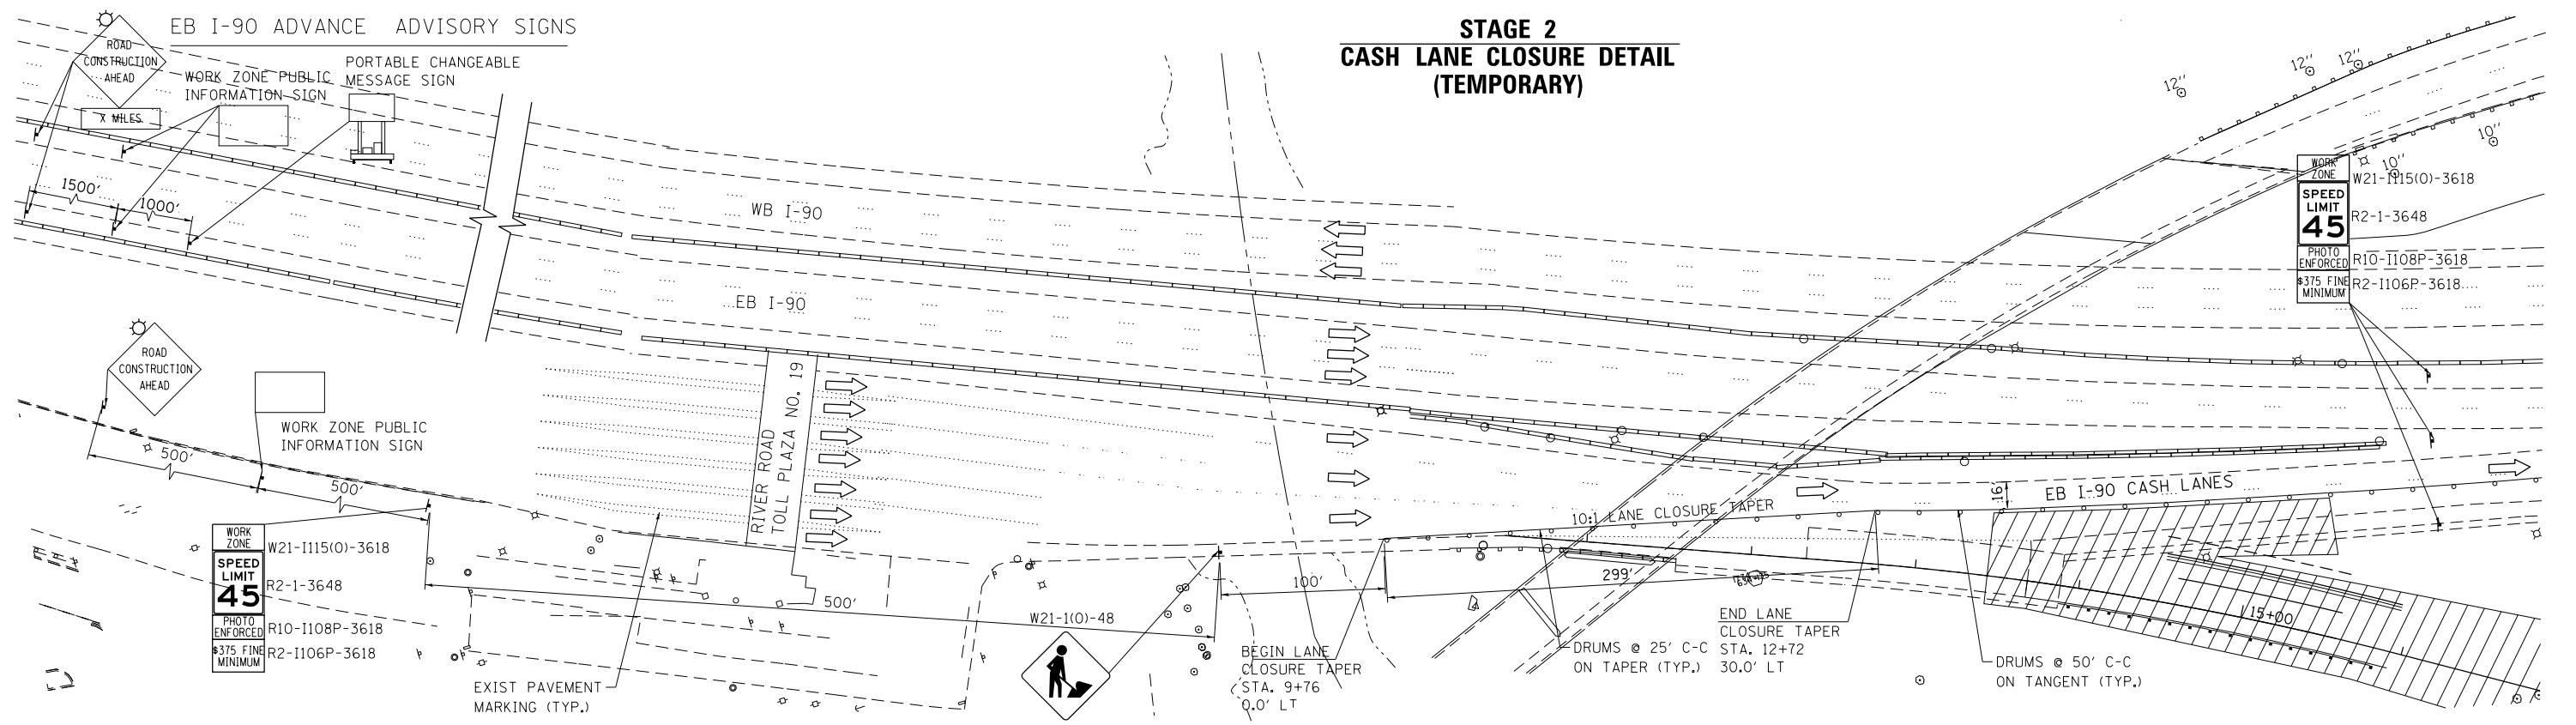 EB I-90 ADVANCE ADVISORY SIGNS
STAGE 2
CASH LANE CLOSURE DETAIL
(TEMPORARY)
ROAD
CONSTRUCTION
AHEAD
X MILES
WORK ZONE PUBLIC
INFORMATION SIGN
PORTABLE CHANGEABLE
MESSAGE SIGN
1500'
1000'
WB I-90
EB I-90
12"
12"
12"
10"
10"
WORK
ZONE
SPEED
LIMIT
45
PHOTO
ENFORCED
$375 FINE
MINIMUM
W21-I115(O)-3618
R2-1-3648
R10-I108P-3618
R2-I106P-3618
ROAD
CONSTRUCTION
AHEAD
WORK ZONE PUBLIC
INFORMATION SIGN
500'
500'
RIVER ROAD
TOLL PLAZA NO. 19
WORK
ZONE
SPEED
LIMIT
45
PHOTO
ENFORCED
$375 FINE
MINIMUM
W21-I115(O)-3618
R2-1-3648
R10-I108P-3618
R2-I106P-3618
EXIST PAVEMENT
MARKING (TYP.)
500'
W21-1(O)-48
100'
299'
10:1 LANE CLOSURE TAPER
16'
EB I-90 CASH LANES
BEGIN LANE
CLOSURE TAPER
STA. 9+76
0.0' LT
DRUMS @ 25' C-C
ON TAPER (TYP.)
END LANE
CLOSURE TAPER
STA. 12+72
30.0' LT
DRUMS @ 50' C-C
ON TANGENT (TYP.)
15+00